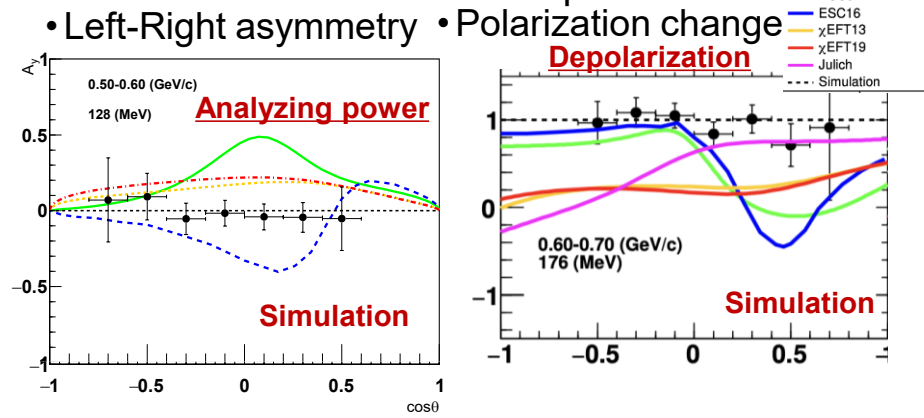 • Left-Right asymmetry
• Polarization change
ESC16
χEFT13
χEFT19
Julich
Simulation
Analyzing power
Depolarization
A_y
0.50-0.60 (GeV/c)
128 (MeV)
1
0.5
0
−0.5
−1
−1 −0.5 0 0.5 1
cosθ
Simulation
1
0
−1
0.60-0.70 (GeV/c)
176 (MeV)
Simulation
−1 −0.5 0 0.5